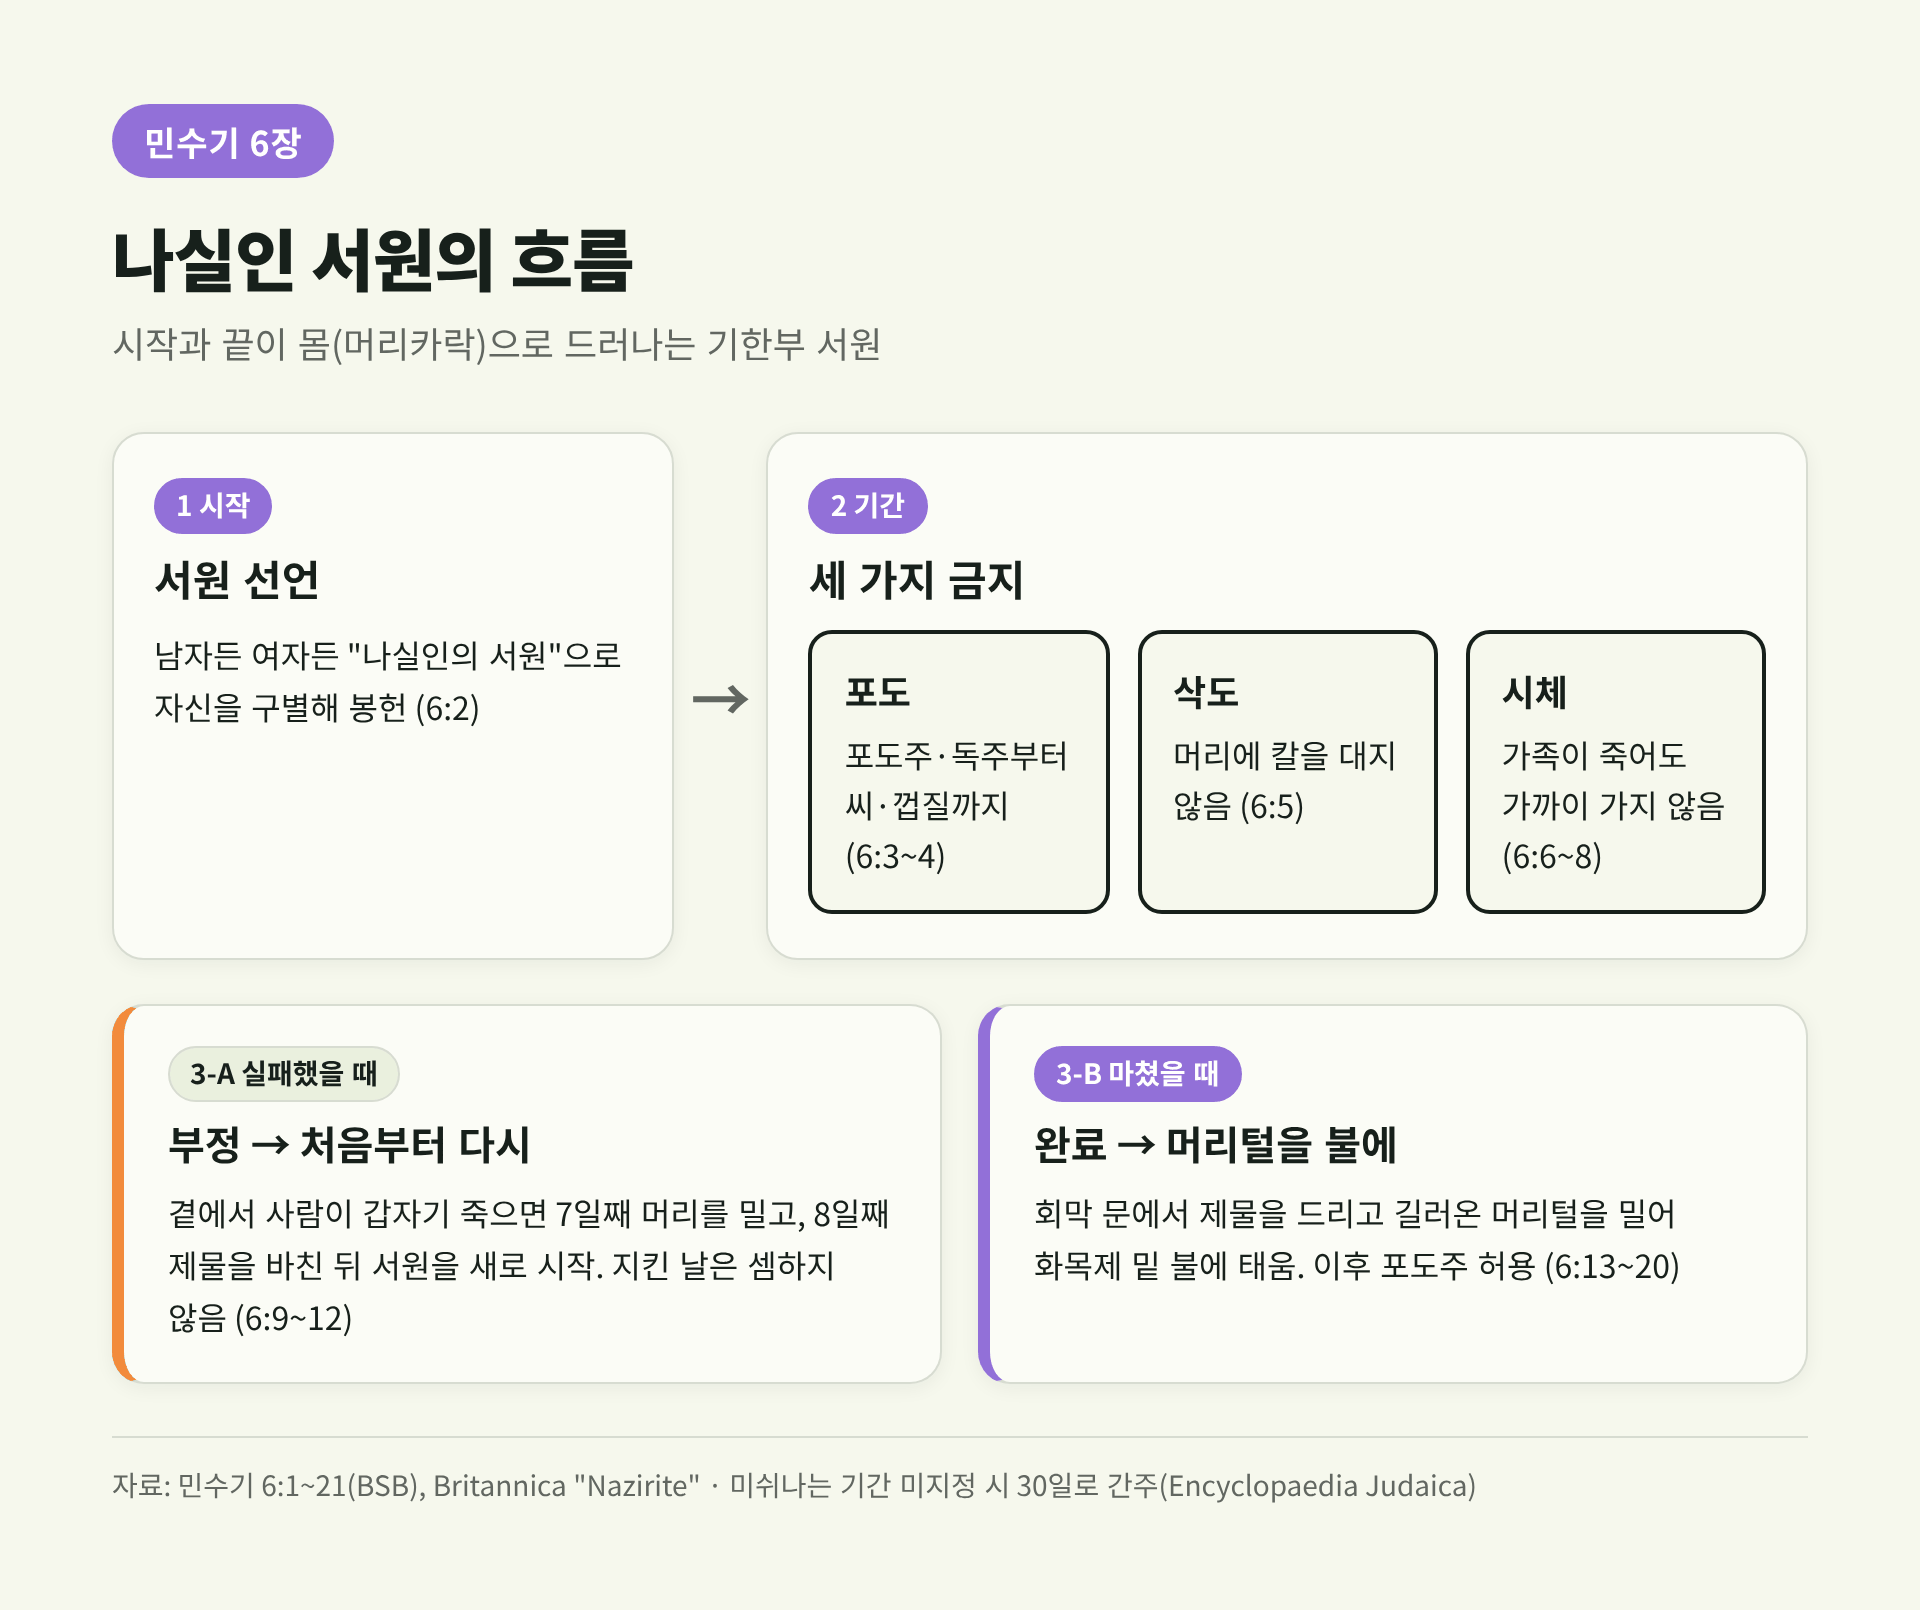 민수기 6장
나실인 서원의 흐름
시작과 끝이 몸(머리카락)으로 드러나는 기한부 서원
1 시작
서원 선언
남자든 여자든 "나실인의 서원"으로
자신을 구별해 봉헌 (6:2)
→
2 기간
세 가지 금지
포도
포도주·독주부터
씨·껍질까지
(6:3~4)
삭도
머리에 칼을 대지
않음 (6:5)
시체
가족이 죽어도
가까이 가지 않음
(6:6~8)
3-A 실패했을 때
부정 → 처음부터 다시
곁에서 사람이 갑자기 죽으면 7일째 머리를 밀고, 8일째
제물을 바친 뒤 서원을 새로 시작. 지킨 날은 셈하지
않음 (6:9~12)
3-B 마쳤을 때
완료 → 머리털을 불에
회막 문에서 제물을 드리고 길러온 머리털을 밀어
화목제 밑 불에 태움. 이후 포도주 허용 (6:13~20)
자료: 민수기 6:1~21(BSB), Britannica "Nazirite" · 미쉬나는 기간 미지정 시 30일로 간주(Encyclopaedia Judaica)